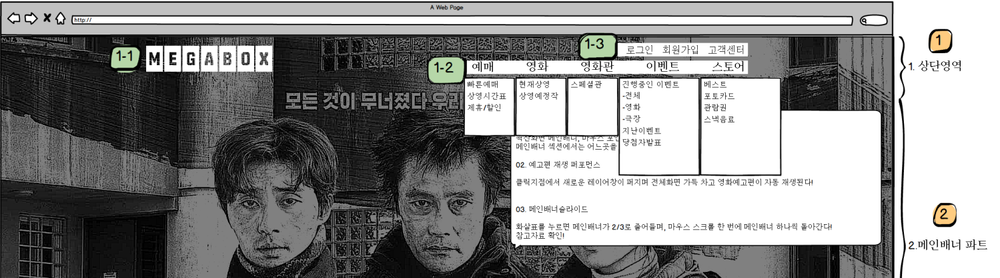 A Web Page
http://
1
1. 상단영역
1-1
MEGABOX
1-3
로그인 회원가입 고객센터
1-2
예매 영화 영화관 이벤트 스토어
빠른예매
상영시간표
제휴/할인
현재상영
상영예정작
스페셜관
진행중인 이벤트
-전체
-영화
-극장
지난이벤트
당첨자발표
베스트
포토카드
관람권
스낵음료
모든 것이 무너졌다 우리
메인배너, 마우스
메인배너 섹션에서는 어느곳을
02. 예고편 재생 퍼포먼스
클릭지점에서 새로운 레이어창이 퍼지며 전체화면 가득 차고 영화예고편이 자동 재생된다!
03. 메인배너슬라이드
화살표를 누르면 메인배너가 2/3로 줄어들며, 마우스 스크롤 한 번에 메인배너 하나씩 돌아간다!
참고자료 확인!
2
2.메인배너 파트